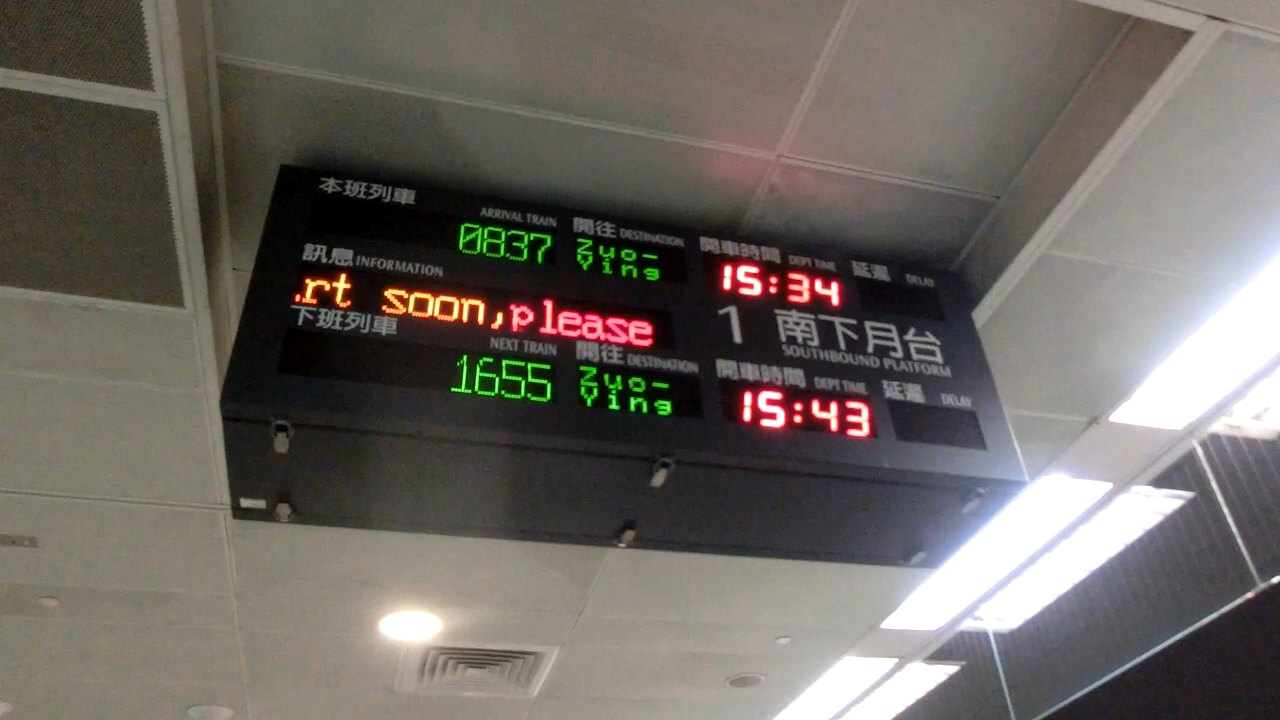 本班列車 ARRIVAL TRAIN 開往 DESTINATION 開車時間 DEPT TIME 延遲 DELAY
0837 Zuo-Ying 15:34
訊息 INFORMATION
rt soon,please
1 南下月台
SOUTHBOUND PLATFORM
下班列車 NEXT TRAIN 開往 DESTINATION 開車時間 DEPT TIME 延遲 DELAY
1655 Zuo-Ying 15:43